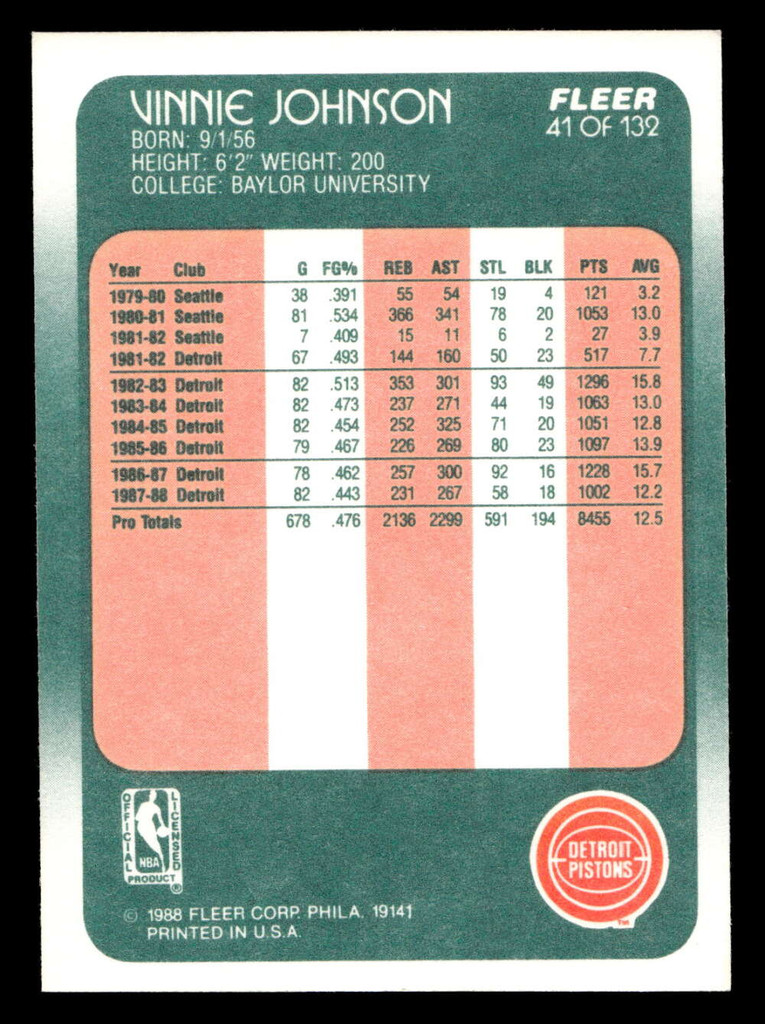 VINNIE JOHNSON
FLEER
41 OF 132
BORN: 9/1/56
HEIGHT: 6'2" WEIGHT: 200
COLLEGE: BAYLOR UNIVERSITY
Year Club G FG% REB AST STL BLK PTS AVG
1979-80 Seattle 38 .391 55 54 19 4 121 3.2
1980-81 Seattle 81 .534 366 341 78 20 1053 13.0
1981-82 Seattle 7 .409 15 11 6 2 27 3.9
1981-82 Detroit 67 .493 144 160 50 23 517 7.7
1982-83 Detroit 82 .513 353 301 93 49 1296 15.8
1983-84 Detroit 82 .473 237 271 44 19 1063 13.0
1984-85 Detroit 82 .454 252 325 71 20 1051 12.8
1985-86 Detroit 79 .467 226 269 80 23 1097 13.9
1986-87 Detroit 78 .462 257 300 92 16 1228 15.7
1987-88 Detroit 82 .443 231 267 58 18 1002 12.2
Pro Totals 678 .476 2136 2299 591 194 8455 12.5
OFFICIAL
LICENSED
NBA
PRODUCT ®
DETROIT
PISTONS
TM
© 1988 FLEER CORP. PHILA. 19141
PRINTED IN U.S.A.